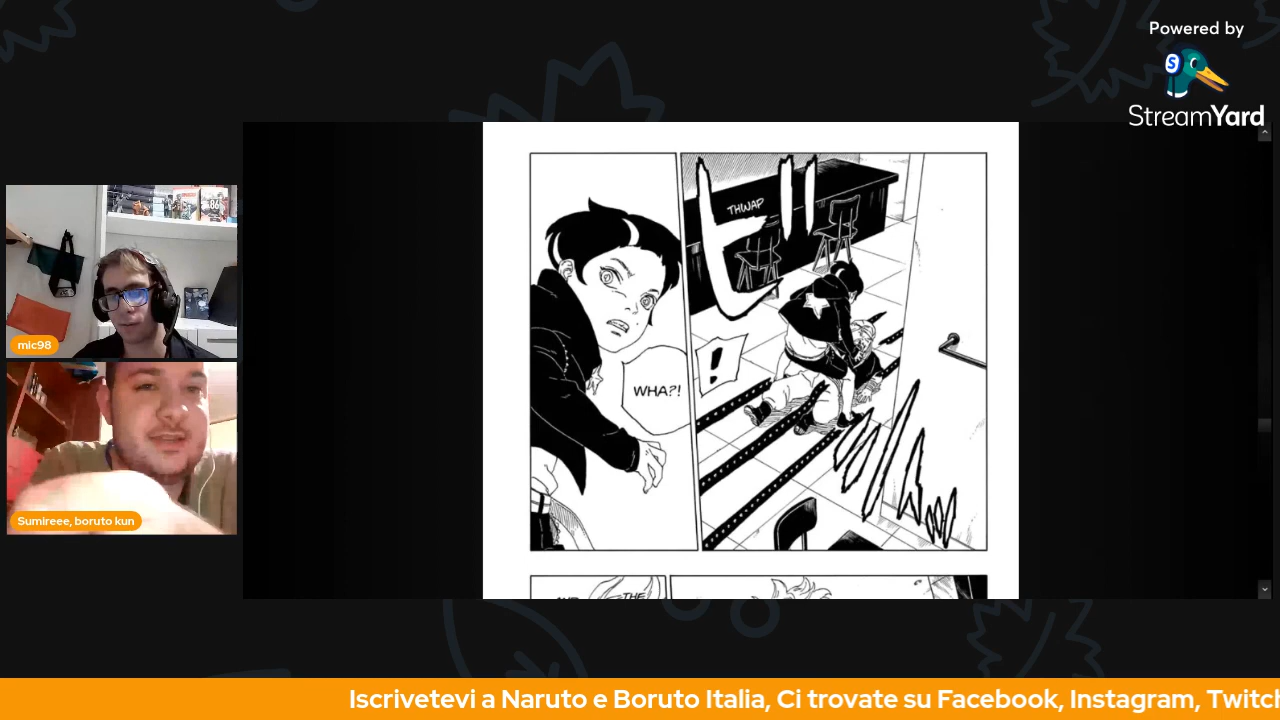 Powered by
StreamYard
THWAP
WHA?!
!
THE
mic98
Sumireee, boruto kun
Iscrivetevi a Naruto e Boruto Italia, Ci trovate su Facebook, Instagram, Twitch